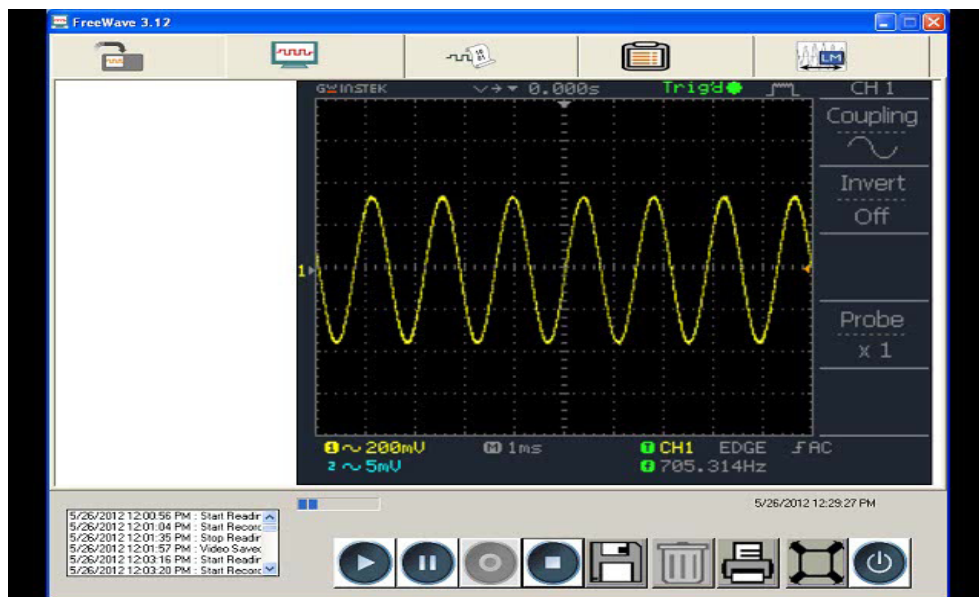 FreeWave 3.12
LM
GWINSTEK 0.000s Trig'd CH 1
Coupling
Invert
Off
1
Probe
x 1
1 200mV M 1ms T CH1 EDGE AC
2 5mV 705.314Hz
5/26/2012 12:29:27 PM
5/26/2012 12:00:56 PM : Start Readir
5/26/2012 12:01:04 PM : Start Recorc
5/26/2012 12:01:35 PM : Stop Readir
5/26/2012 12:01:57 PM : Video Savec
5/26/2012 12:03:16 PM : Start Readir
5/26/2012 12:03:20 PM : Start Recorc